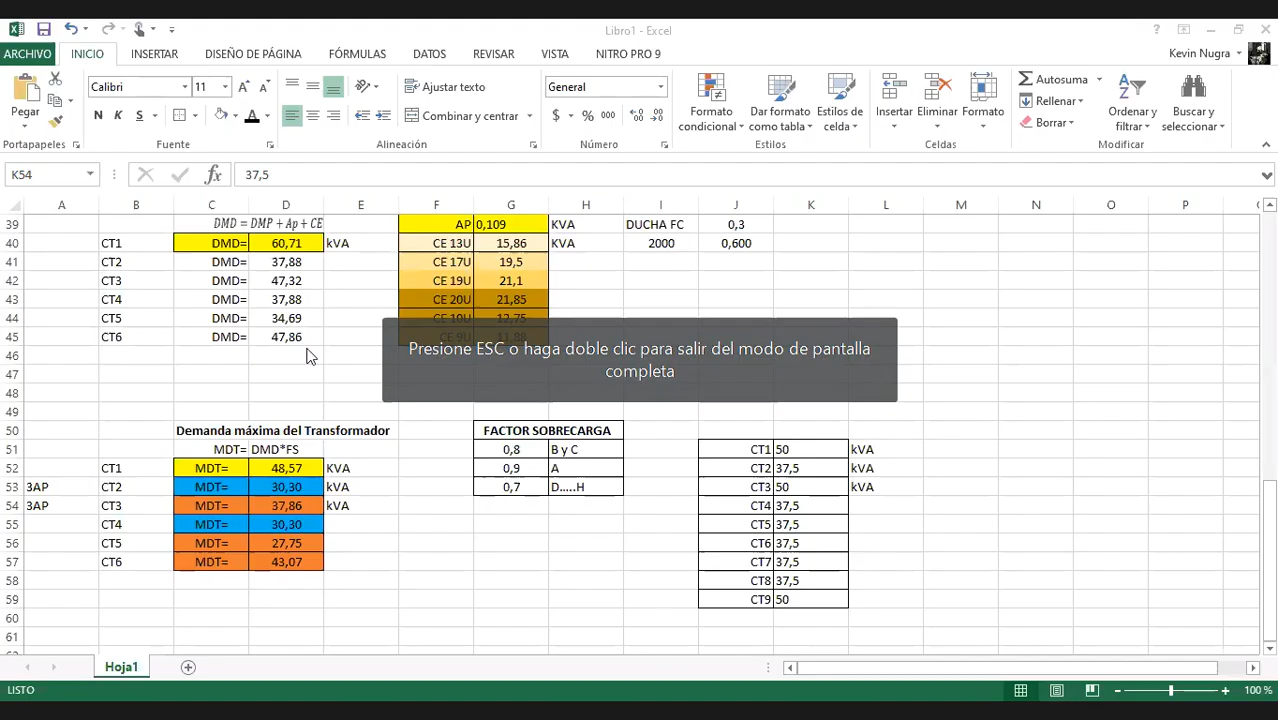 Libro1 - Excel
ARCHIVO INICIO INSERTAR DISEÑO DE PÁGINA FÓRMULAS DATOS REVISAR VISTA NITRO PRO 9 Kevin Nugra
Calibri 11 Ajustar texto General Autosuma
Pegar Rellenar
N K S Combinar y centrar $ % 000 Borrar
Formato condicional Dar formato como tabla Estilos de celda Insertar Eliminar Formato Ordenar y filtrar Buscar y seleccionar
Portapapeles Fuente Alineación Número Estilos Celdas Modificar
K54 fx 37,5
A B C D E F G H I J K L M N O P
39 DMD = DMP + Ap + CE AP 0,109 KVA DUCHA FC 0,3
40 CT1 DMD= 60,71 kVA CE 13U 15,86 KVA 2000 0,600
41 CT2 DMD= 37,88 CE 17U 19,5
42 CT3 DMD= 47,32 CE 19U 21,1
43 CT4 DMD= 37,88 CE 20U 21,85
44 CT5 DMD= 34,69 CE 10U 12,75
45 CT6 DMD= 47,86 CE 9U 11,88
Presione ESC o haga doble clic para salir del modo de pantalla
completa
46
47
48
49
50 Demanda máxima del Transformador FACTOR SOBRECARGA
51 MDT= DMD*FS 0,8 B y C CT1 50 kVA
52 CT1 MDT= 48,57 KVA 0,9 A CT2 37,5 kVA
53 3AP CT2 MDT= 30,30 kVA 0,7 D.....H CT3 50 kVA
54 3AP CT3 MDT= 37,86 kVA CT4 37,5
55 CT4 MDT= 30,30 CT5 37,5
56 CT5 MDT= 27,75 CT6 37,5
57 CT6 MDT= 43,07 CT7 37,5
58 CT8 37,5
59 CT9 50
60
61
Hoja1
LISTO 100 %